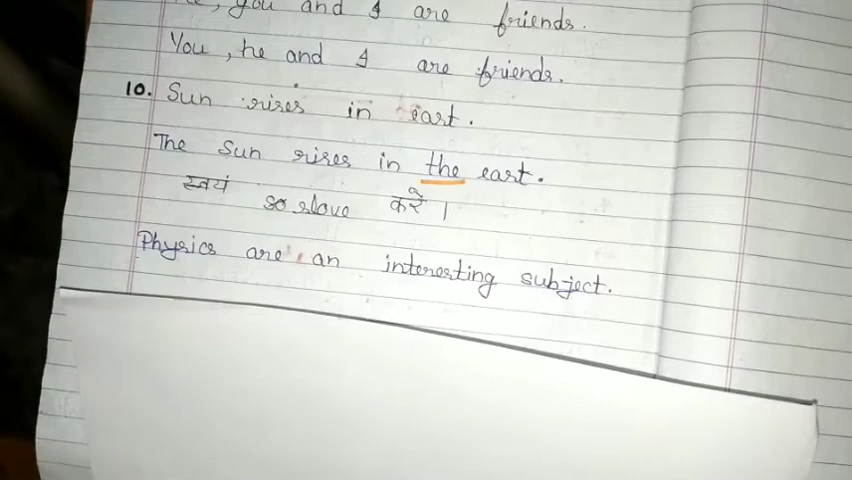 , you and I are friends.
You, he and I are friends.
10. Sun rises in east.
The Sun rises in the east.
स्वयं so slove करें ।
Physics are an interesting subject.